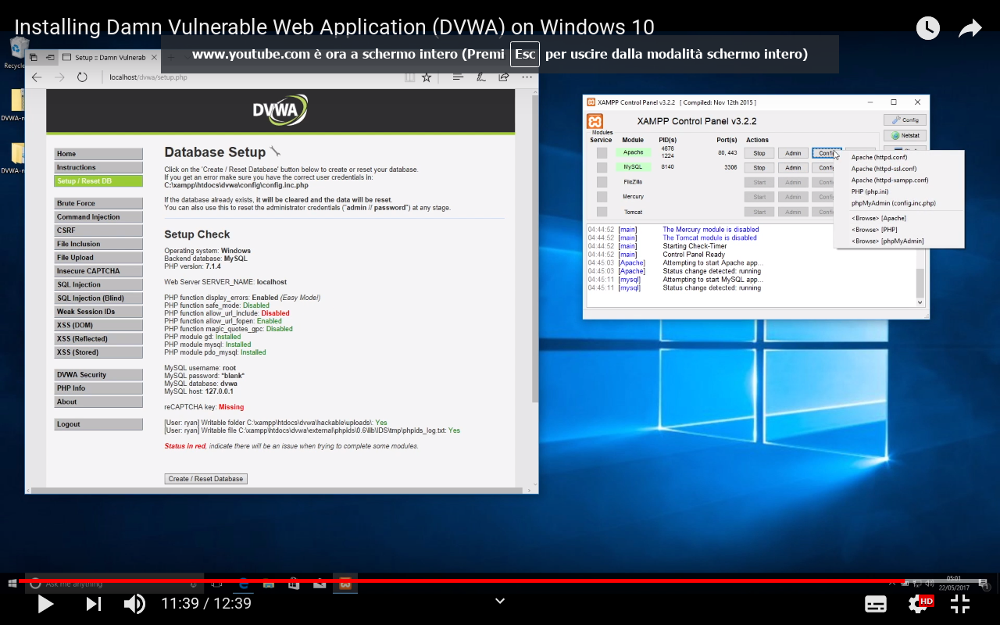 Installing Damn Vulnerable Web Application (DVWA) on Windows 10
www.youtube.com è ora a schermo intero (Premi Esc per uscire dalla modalità schermo intero)
Recycle
DVWA-m
DVWA-m
Setup :: Damn Vulnerab
localhost/dvwa/setup.php
DVWA
Home
Instructions
Setup / Reset DB
Brute Force
Command Injection
CSRF
File Inclusion
File Upload
Insecure CAPTCHA
SQL Injection
SQL Injection (Blind)
Weak Session IDs
XSS (DOM)
XSS (Reflected)
XSS (Stored)
DVWA Security
PHP Info
About
Logout
Database Setup
Click on the 'Create / Reset Database' button below to create or reset your database.
If you get an error make sure you have the correct user credentials in:
C:\xampp\htdocs\dvwa\config\config.inc.php
If the database already exists, it will be cleared and the data will be reset.
You can also use this to reset the administrator credentials ("admin // password") at any stage.
Setup Check
Operating system: Windows
Backend database: MySQL
PHP version: 7.1.4
Web Server SERVER_NAME: localhost
PHP function display_errors: Enabled (Easy Mode!)
PHP function safe_mode: Disabled
PHP function allow_url_include: Disabled
PHP function allow_url_fopen: Enabled
PHP function magic_quotes_gpc: Disabled
PHP module gd: Installed
PHP module mysql: Installed
PHP module pdo_mysql: Installed
MySQL username: root
MySQL password: *blank*
MySQL database: dvwa
MySQL host: 127.0.0.1
reCAPTCHA key: Missing
[User: ryan] Writable folder C:\xampp\htdocs\dvwa\hackable\uploads\: Yes
[User: ryan] Writable file C:\xampp\htdocs\dvwa\external\phpids\0.6\lib\IDS\tmp\phpids_log.txt: Yes
Status in red, indicate there will be an issue when trying to complete some modules.
Create / Reset Database
XAMPP Control Panel v3.2.2 [ Compiled: Nov 12th 2015 ]
XAMPP Control Panel v3.2.2
Config
Netstat
Modules
Service Module PID(s) Port(s) Actions
Apache 4676 1224 80, 443 Stop Admin Config
MySQL 8140 3306 Stop Admin Config
FileZilla Start Admin Config
Mercury Start Admin Config
Tomcat Start Admin Config
Apache (httpd.conf)
Apache (httpd-ssl.conf)
Apache (httpd-xampp.conf)
PHP (php.ini)
phpMyAdmin (config.inc.php)
<Browse> [Apache]
<Browse> [PHP]
<Browse> [phpMyAdmin]
04:44:52 [main] The Mercury module is disabled
04:44:52 [main] The Tomcat module is disabled
04:44:52 [main] Starting Check-Timer
04:44:52 [main] Control Panel Ready
04:45:03 [Apache] Attempting to start Apache app...
04:45:03 [Apache] Status change detected: running
04:45:11 [mysql] Attempting to start MySQL app...
04:45:11 [mysql] Status change detected: running
Ask me anything
05:01
22/05/2017
11:39 / 12:39
HD